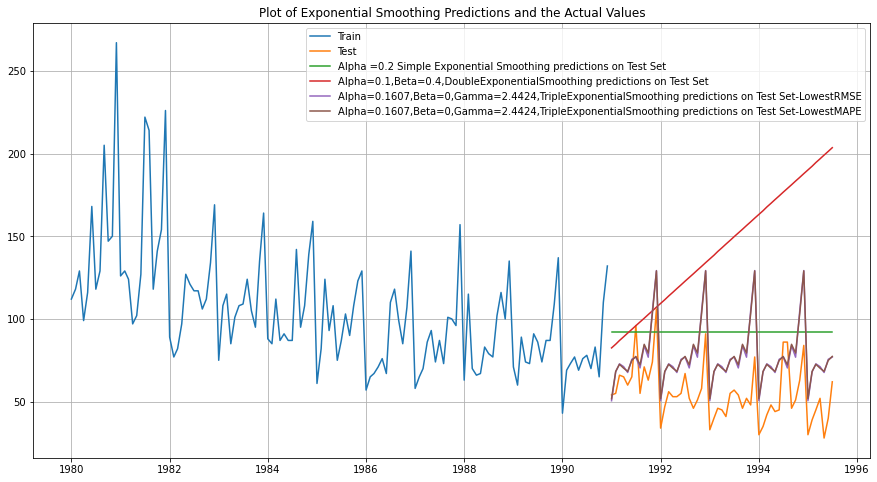 Plot of Exponential Smoothing Predictions and the Actual Values
Train
Test
Alpha =0.2 Simple Exponential Smoothing predictions on Test Set
Alpha=0.1,Beta=0.4,DoubleExponentialSmoothing predictions on Test Set
Alpha=0.1607,Beta=0,Gamma=2.4424,TripleExponentialSmoothing predictions on Test Set-LowestRMSE
Alpha=0.1607,Beta=0,Gamma=2.4424,TripleExponentialSmoothing predictions on Test Set-LowestMAPE
250
200
150
100
50
1980 1982 1984 1986 1988 1990 1992 1994 1996